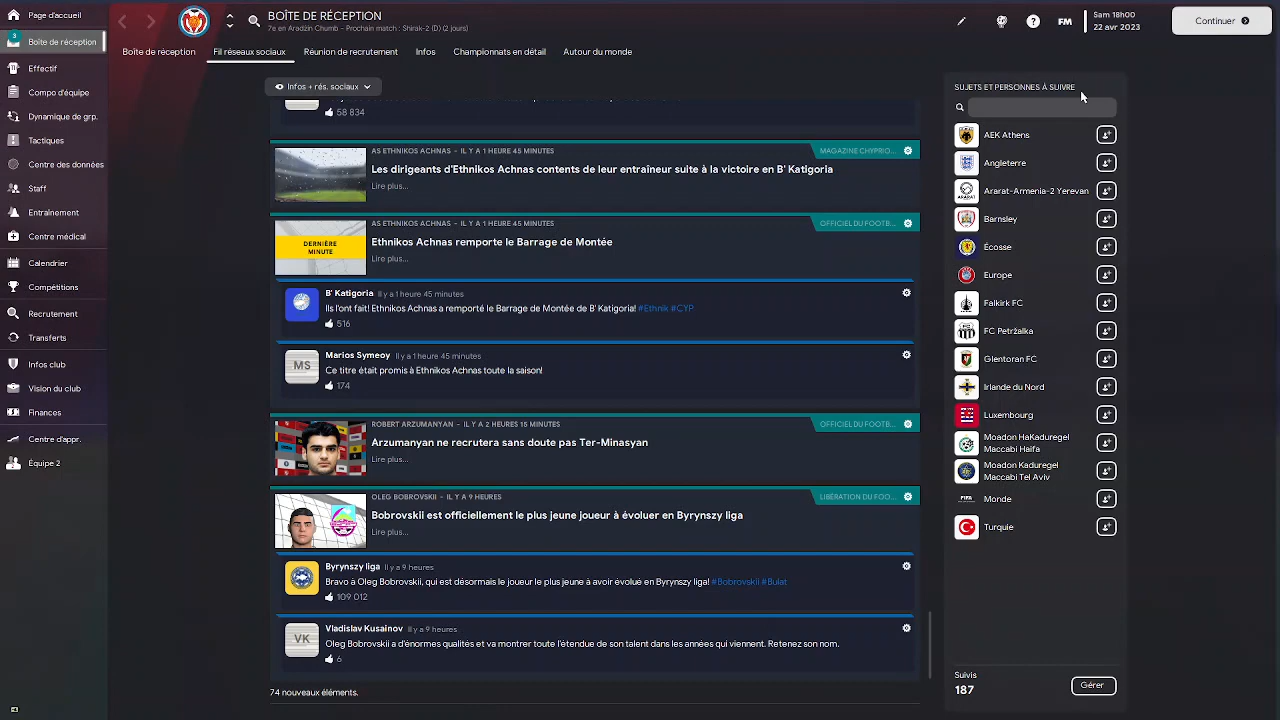 Accueil
3
Boîte de réception
Effectif
Compo d'équipe
Dynamique du grp.
Tactiques
Centre de données
Staff
Entraînement
Centre médical
Calendrier
Compétitions
Recrutement
Transferts
Infos club
Vision du club
Finances
Équipe C
BOÎTE DE RÉCEPTION
7e en Aradżin Chumb - Prochain match : Shirak-2 (D) (2 jours)
FM
Sam 18h00
22 avr 2023
Continuer
Boîte de réception
Fil réseaux sociaux
Réunion de recrutement
Infos
Championnats en détail
Autour du monde
Infos + rés. sociaux
58 834
AS ETHNIKOS ACHNAS - IL Y A 1 HEURE 45 MINUTES
MAGAZINE CHYPRIO...
Les dirigeants d'Ethnikos Achnas contents de leur entraîneur suite à la victoire en B' Katigoria
Lire plus...
AS ETHNIKOS ACHNAS - IL Y A 1 HEURE 45 MINUTES
OFFICIEL DU FOOTB...
DERNIÈRE
MINUTE
Ethnikos Achnas remporte le Barrage de Montée
Lire plus...
B' Katigoria Il y a 1 heure 45 minutes
Ils l'ont fait! Ethnikos Achnas a remporté le Barrage de Montée de B' Katigoria! #Ethnik #CYP
516
MS
Marios Symeoy Il y a 1 heure 45 minutes
Ce titre était promis à Ethnikos Achnas toute la saison!
174
ROBERT ARZUMANYAN - IL Y A 2 HEURES 15 MINUTES
OFFICIEL DU FOOTB...
Arzumanyan ne recrutera sans doute pas Ter-Minasyan
Lire plus...
OLEG BOBROVSKII - IL Y A 9 HEURES
LIBÉRATION DU FOO...
Bobrovskii est officiellement le plus jeune joueur à évoluer en Byrynszy liga
Lire plus...
Byrynszy liga Il y a 9 heures
Bravo à Oleg Bobrovskii, qui est désormais le joueur le plus jeune à avoir évolué en Byrynszy liga! #Bobrovskii #Bulat
109 012
VK
Vladislav Kusainov Il y a 9 heures
Oleg Bobrovskii a d'énormes qualités et va montrer toute l'étendue de son talent dans les années qui viennent. Retenez son nom.
6
74 nouveaux éléments.
SUJETS ET PERSONNES À SUIVRE
AEK Athens
Angleterre
Ararat-Armenia-2 Yerevan
Barnsley
Écosse
Europe
Falkirk FC
FC Petržalka
Glentoran FC
Irlande du Nord
Luxembourg
Moadon HaKaduregel
Maccabi Haifa
Moadon Kaduregel
Maccabi Tel Aviv
FIFA
Monde
Turquie
Suivis
187
Gérer